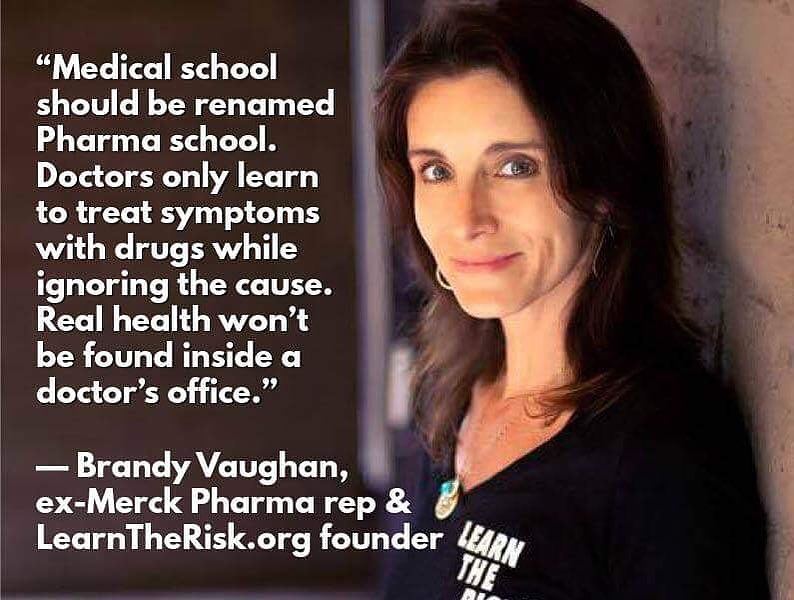 “Medical school
should be renamed
Pharma school.
Doctors only learn
to treat symptoms
with drugs while
ignoring the cause.
Real health won’t
be found inside a
doctor’s office.”
— Brandy Vaughan,
ex-Merck Pharma rep &
LearnTheRisk.org founder
LEARN
THE